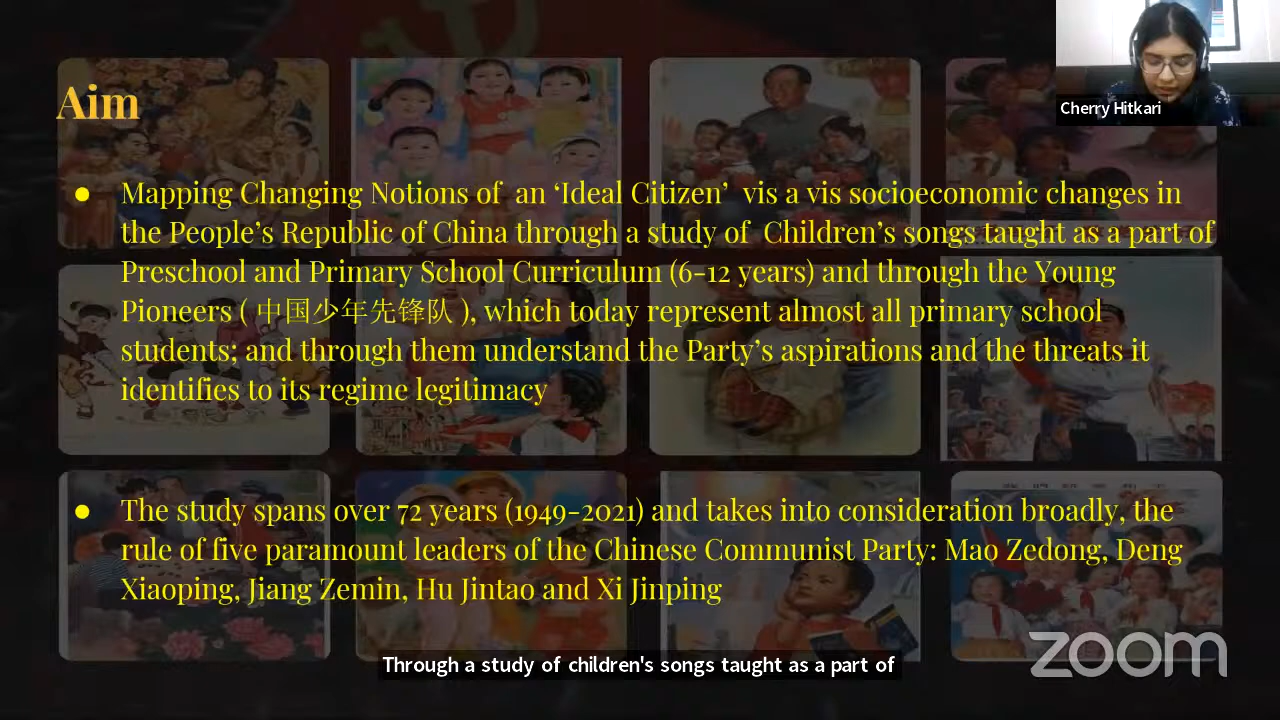 Aim
Cherry Hitkari
● Mapping Changing Notions of an ‘Ideal Citizen’ vis a vis socioeconomic changes in
the People’s Republic of China through a study of Children’s songs taught as a part of
Preschool and Primary School Curriculum (6-12 years) and through the Young
Pioneers ( 中国少年先锋队 ), which today represent almost all primary school
students; and through them understand the Party’s aspirations and the threats it
identifies to its regime legitimacy
● The study spans over 72 years (1949-2021) and takes into consideration broadly, the
rule of five paramount leaders of the Chinese Communist Party: Mao Zedong, Deng
Xiaoping, Jiang Zemin, Hu Jintao and Xi Jinping
zoom
Through a study of children's songs taught as a part of